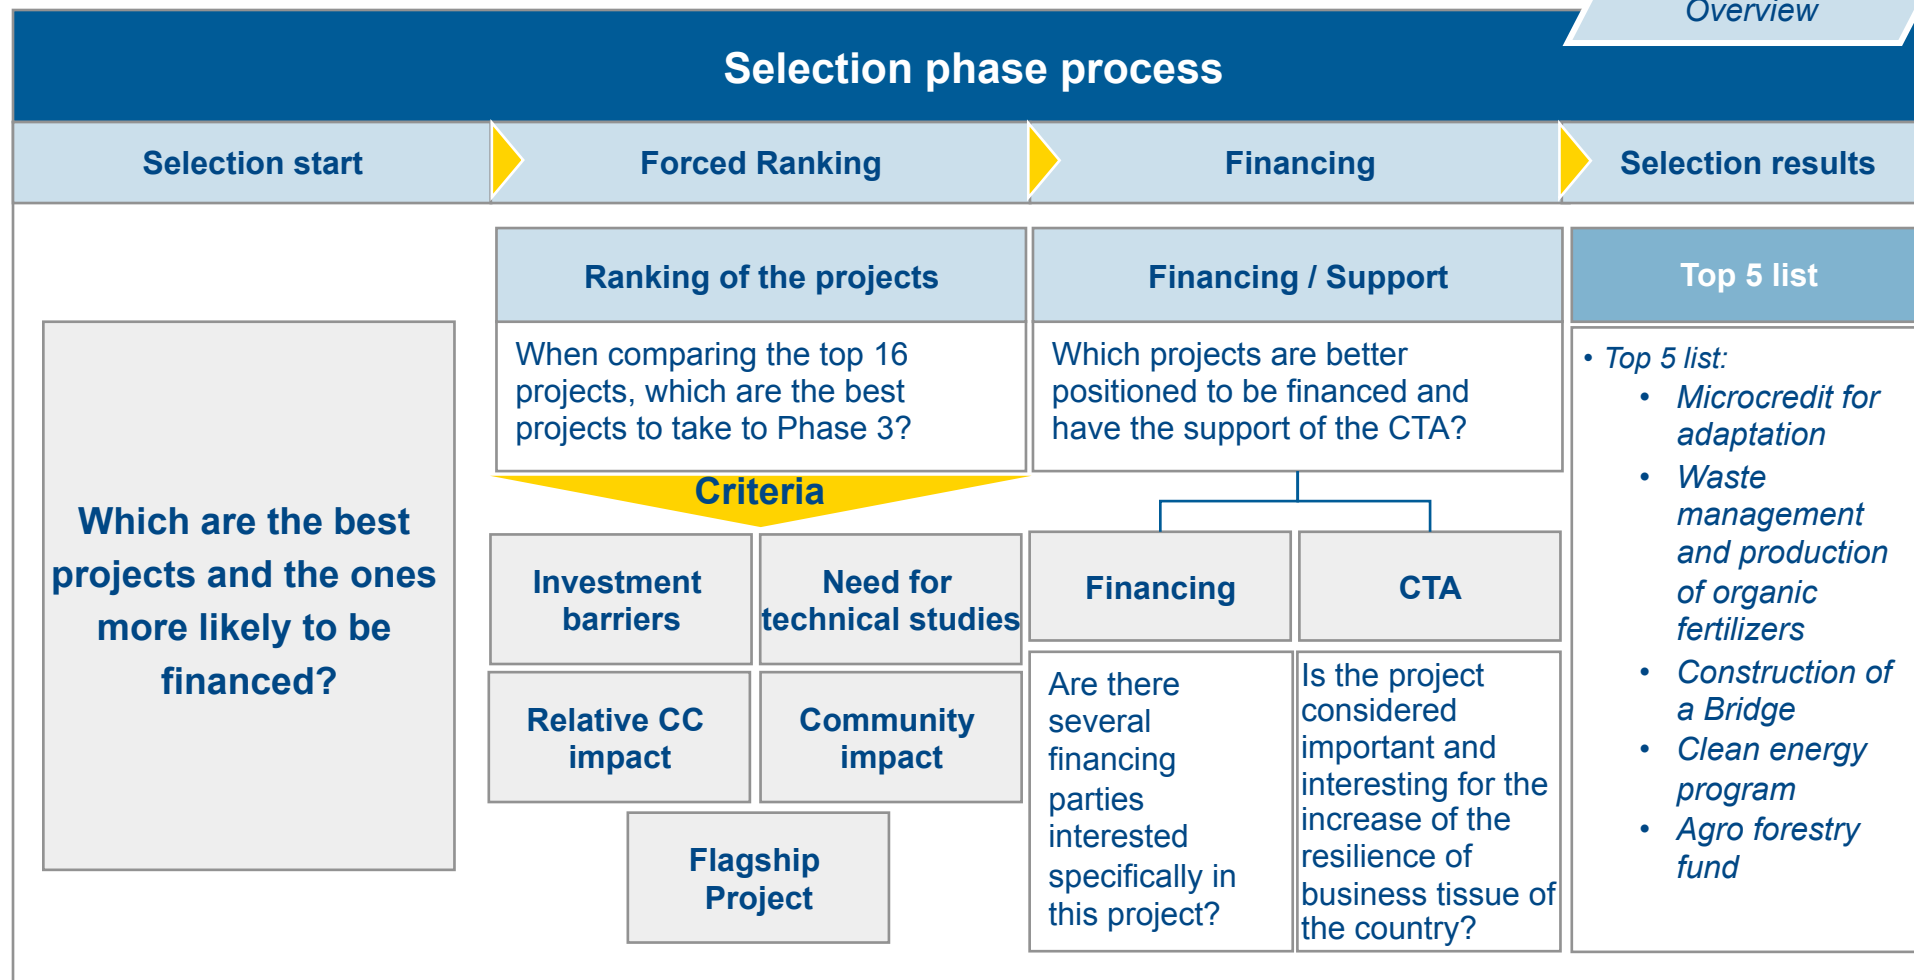 Overview
Selection phase process
Selection start
Forced Ranking
Financing
Selection results
Which are the best
projects and the ones
more likely to be
financed?
Ranking of the projects
When comparing the top 16
projects, which are the best
projects to take to Phase 3?
Criteria
Investment
barriers
Need for
technical studies
Relative CC
impact
Community
impact
Flagship
Project
Financing / Support
Which projects are better
positioned to be financed and
have the support of the CTA?
Financing
Are there
several
financing
parties
interested
specifically in
this project?
CTA
Is the project
considered
important and
interesting for the
increase of the
resilience of
business tissue of
the country?
Top 5 list
• Top 5 list:
• Microcredit for
adaptation
• Waste
management
and production
of organic
fertilizers
• Construction of
a Bridge
• Clean energy
program
• Agro forestry
fund